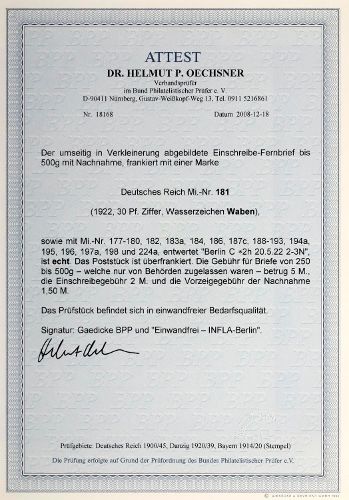 ATTEST
DR. HELMUT P. OECHSNER
Verbandsprüfer
im Bund Philatelistischer Prüfer e. V.
D-90411 Nürnberg, Gustav-Weißkopf-Weg 13, Tel. 0911 5216861
Nr. 18168
Datum 2008-12-18
Der umseitig in Verkleinerung abgebildete Einschreibe-Fernbrief bis
500g mit Nachnahme, frankiert mit einer Marke
Deutsches Reich Mi.-Nr. 181
(1922, 30 Pf. Ziffer, Wasserzeichen Waben),
sowie mit Mi.-Nr. 177-180, 182, 183a, 184, 186, 187c, 188-193, 194a,
195, 196, 197a, 198 und 224a, entwertet "Berlin C *2h 20.5.22 2-3N",
ist echt. Das Poststück ist überfrankiert. Die Gebühr für Briefe von 250
bis 500g – welche nur von Behörden zugelassen waren – betrug 5 M.,
die Einschreibegebühr 2 M. und die Vorzeigegebühr der Nachnahme
1.50 M.
Das Prüfstück befindet sich in einwandfreier Bedarfsqualität.
Signatur: Gaedicke BPP und "Einwandfrei – INFLA-Berlin".
Prüfgebiete: Deutsches Reich 1900/45, Danzig 1920/39, Bayern 1914/20 (Stempel)
Die Prüfung erfolgte auf Grund der Prüfordnung des Bundes Philatelistischer Prüfer e.V.